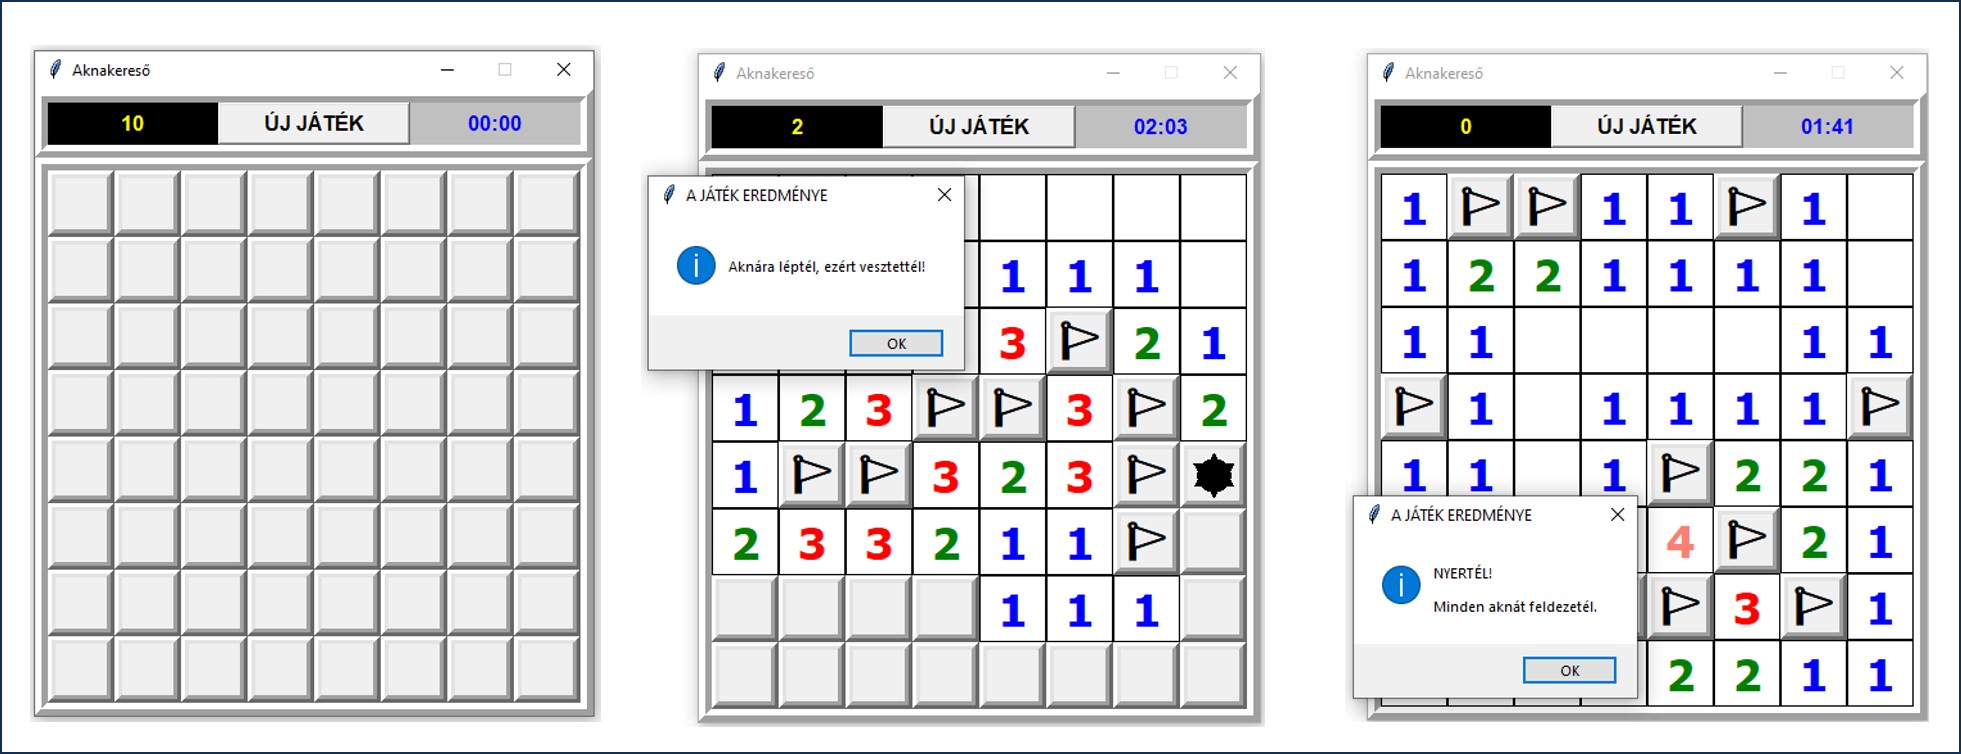 Aknakereső
10 ÚJ JÁTÉK 00:00
Aknakereső
2 ÚJ JÁTÉK 02:03
A JÁTÉK EREDMÉNYE
Aknára léptél, ezért vesztettél!
OK
1 1 1
3 2 1
1 2 3 3 2
1 3 2 3
2 3 3 2 1 1
1 1 1
Aknakereső
0 ÚJ JÁTÉK 01:41
1 1 1 1
1 2 2 1 1 1 1
1 1 1 1
1 1 1 1 1
1 1 1 2 2 1
4 2 1
3 1
2 2 1 1
A JÁTÉK EREDMÉNYE
NYERTÉL!
Minden aknát feldezetél.
OK